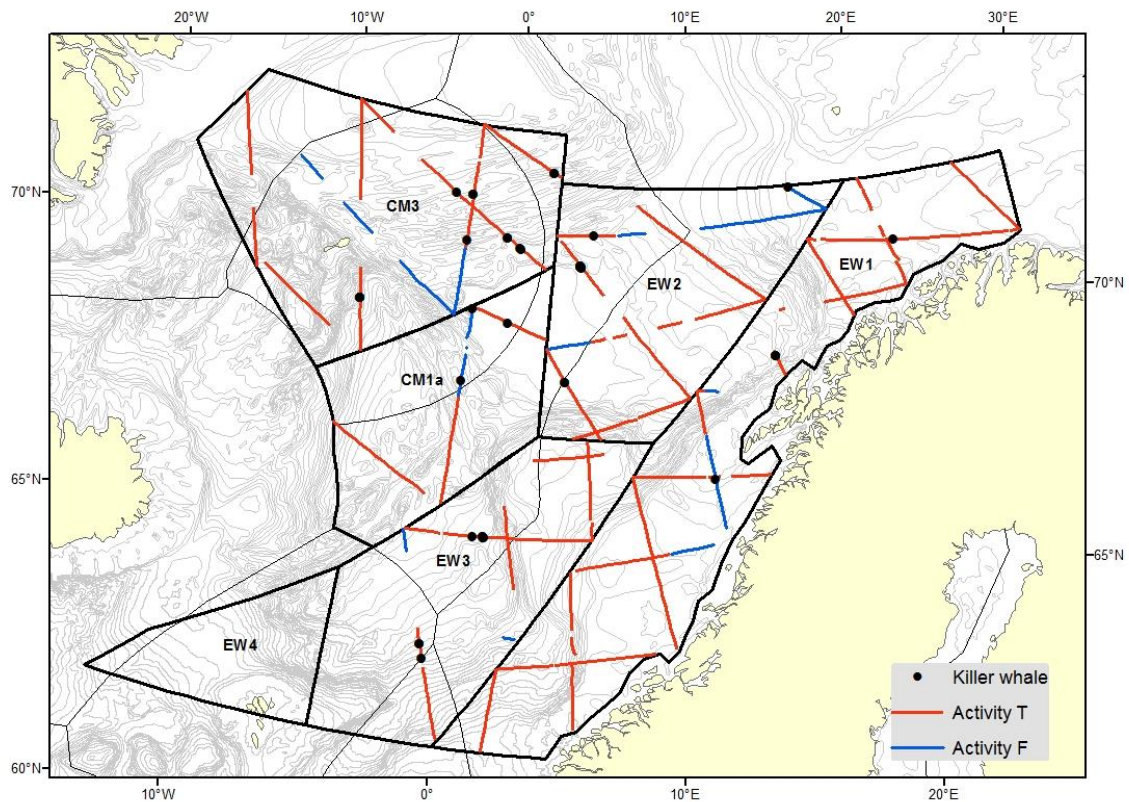 20°W 10°W 0° 10°E 20°E 30°E
70°N
CM3
EW1
70°N
EW2
CM1a
65°N
EW3
65°N
EW4
Killer whale
Activity T
Activity F
60°N
10°W 0° 10°E 20°E